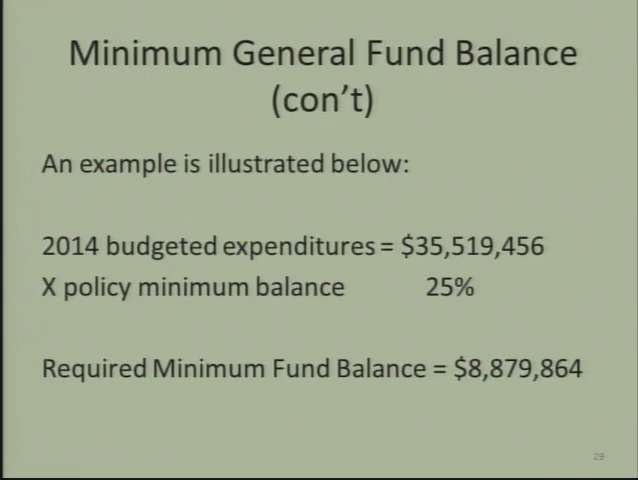 Minimum General Fund Balance
(con't)
An example is illustrated below:
2014 budgeted expenditures = $35,519,456
X policy minimum balance 25%
Required Minimum Fund Balance = $8,879,864
29